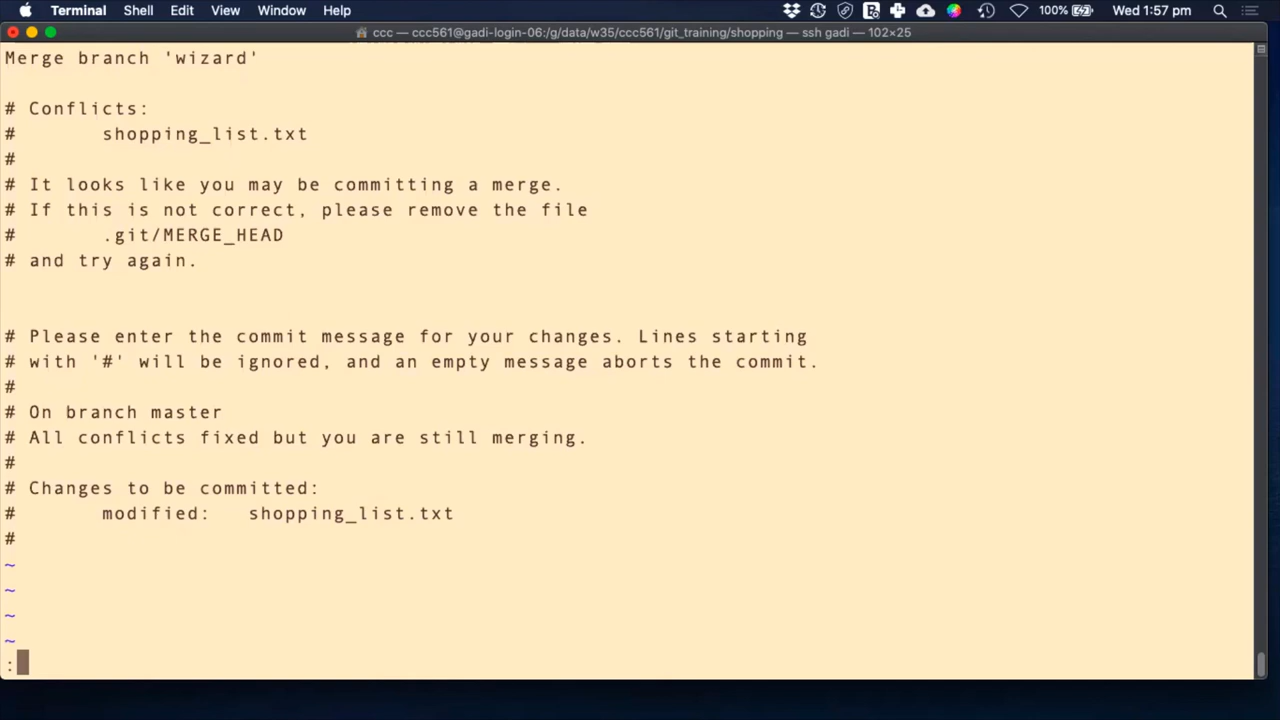 Terminal Shell Edit View Window Help 100% Wed 1:57 pm
ccc — ccc561@gadi-login-06:/g/data/w35/ccc561/git_training/shopping — ssh gadi — 102×25
Merge branch 'wizard'
# Conflicts:
# shopping_list.txt
#
# It looks like you may be committing a merge.
# If this is not correct, please remove the file
# .git/MERGE_HEAD
# and try again.
# Please enter the commit message for your changes. Lines starting
# with '#' will be ignored, and an empty message aborts the commit.
#
# On branch master
# All conflicts fixed but you are still merging.
#
# Changes to be committed:
# modified: shopping_list.txt
#
~
~
~
~
: